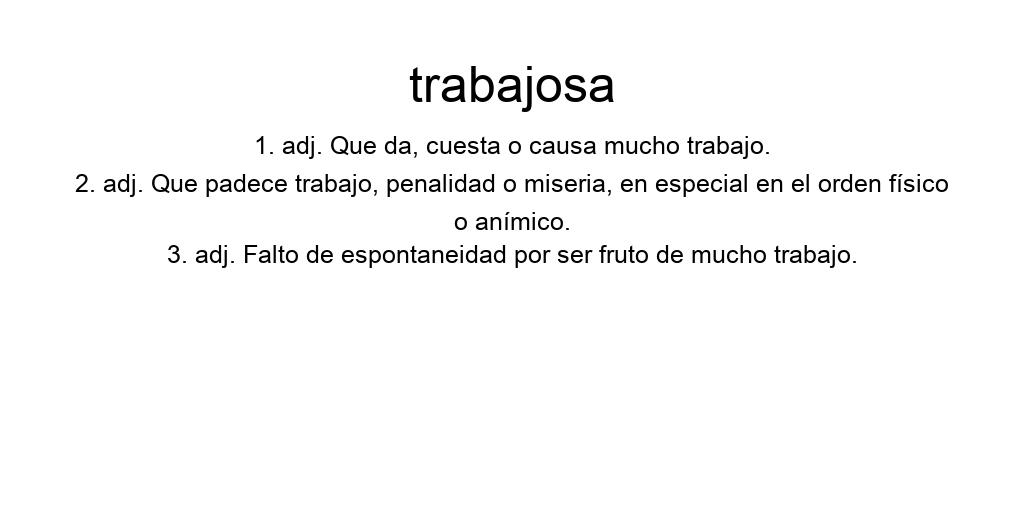 trabajosa
1. adj. Que da, cuesta o causa mucho trabajo.
2. adj. Que padece trabajo, penalidad o miseria, en especial en el orden físico
o anímico.
3. adj. Falto de espontaneidad por ser fruto de mucho trabajo.